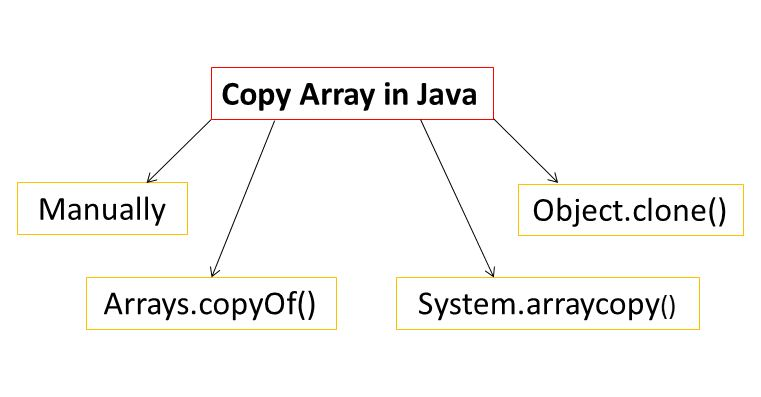 Copy Array in Java
Manually
Object.clone()
Arrays.copyOf()
System.arraycopy()